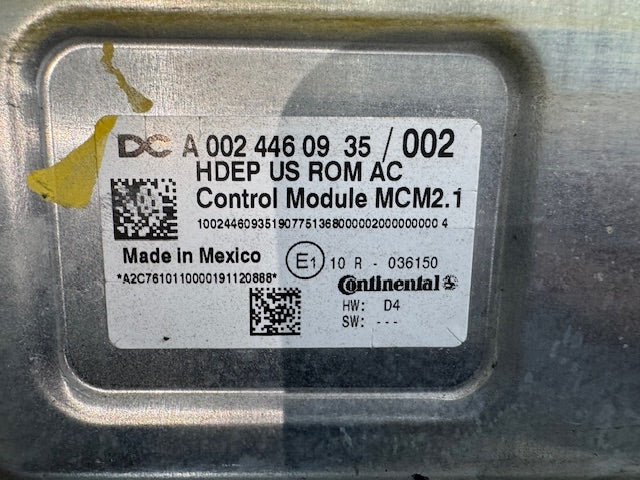 DC A 002 446 09 35 / 002
HDEP US ROM AC
Control Module MCM2.1
10024460935190775136800000200000000 4
Made in Mexico E1 10 R - 036150
*A2C7610110000191120888*
Continental
HW: D4
SW: ---